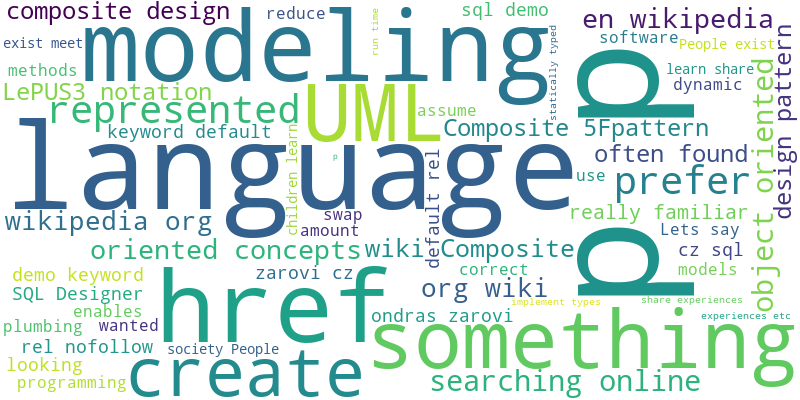 composite design
reduce
sql demo
en wikipedia
exist meet
modeling
run time
statically typed
software
People exist
methods
learn share
dynamic
LePUS3 notation
represented
UML
assume
p
object oriented
design pattern
keyword default
Composite 5Fpattern
language
children learn
often found
default rel
use
prefer
wikipedia org
swap
amount
really familiar
Lets say
oriented concepts
wiki Composite
cz sql
demo keyword
zarovi cz
correct
models
SQL Designer
href
org wiki
p
enables
implement types
share experiences
plumbing
wanted
ondras zarovi
something
experiences etc
rel nofollow
society People
looking
create
searching online
programming
p